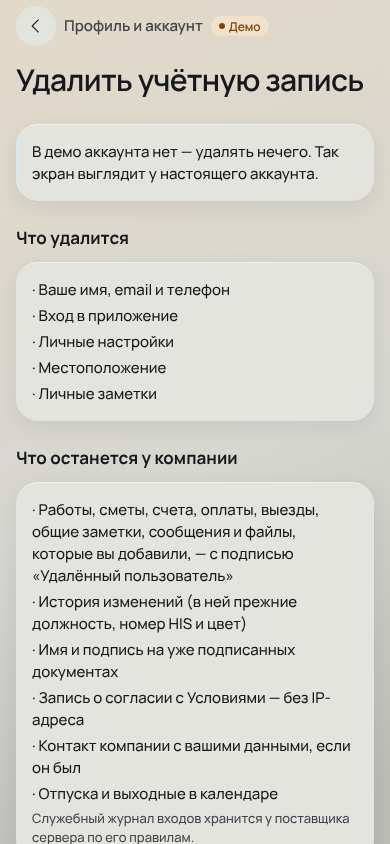 Профиль и аккаунт
Демо
Удалить учётную запись
В демо аккаунта нет — удалять нечего. Так
экран выглядит у настоящего аккаунта.
Что удалится
· Ваше имя, email и телефон
· Вход в приложение
· Личные настройки
· Местоположение
· Личные заметки
Что останется у компании
· Работы, сметы, счета, оплаты, выезды,
общие заметки, сообщения и файлы,
которые вы добавили, — с подписью
«Удалённый пользователь»
· История изменений (в ней прежние
должность, номер HIS и цвет)
· Имя и подпись на уже подписанных
документах
· Запись о согласии с Условиями — без IP-
адреса
· Контакт компании с вашими данными, если
он был
· Отпуска и выходные в календаре
Служебный журнал входов хранится у поставщика
сервера по его правилам.